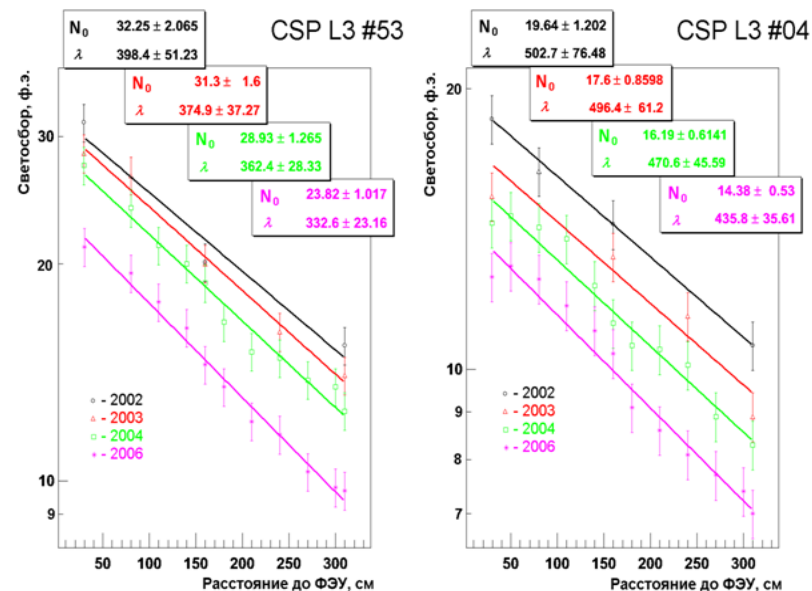 CSP L3 #53
N₀ 32.25 ± 2.065
λ 398.4 ± 51.23
N₀ 31.3 ± 1.6
λ 374.9 ± 37.27
N₀ 28.93 ± 1.265
λ 362.4 ± 28.33
N₀ 23.82 ± 1.017
λ 332.6 ± 23.16
Светосбор, ф.э.
30
20
10
9
○ - 2002
△ - 2003
□ - 2004
* - 2006
50 100 150 200 250 300
Расстояние до ФЭУ, см
CSP L3 #04
N₀ 19.64 ± 1.202
λ 502.7 ± 76.48
N₀ 17.6 ± 0.8598
λ 496.4 ± 61.2
N₀ 16.19 ± 0.6141
λ 470.6 ± 45.59
N₀ 14.38 ± 0.53
λ 435.8 ± 35.61
Светосбор, ф.э.
20
10
9
8
7
○ - 2002
△ - 2003
□ - 2004
* - 2006
50 100 150 200 250 300
Расстояние до ФЭУ, см